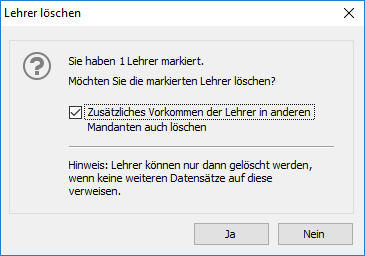 Lehrer löschen
Sie haben 1 Lehrer markiert.
Möchten Sie die markierten Lehrer löschen?
Zusätzliches Vorkommen der Lehrer in anderen
Mandanten auch löschen
Hinweis: Lehrer können nur dann gelöscht werden,
wenn keine weiteren Datensätze auf diese
verweisen.
Ja
Nein